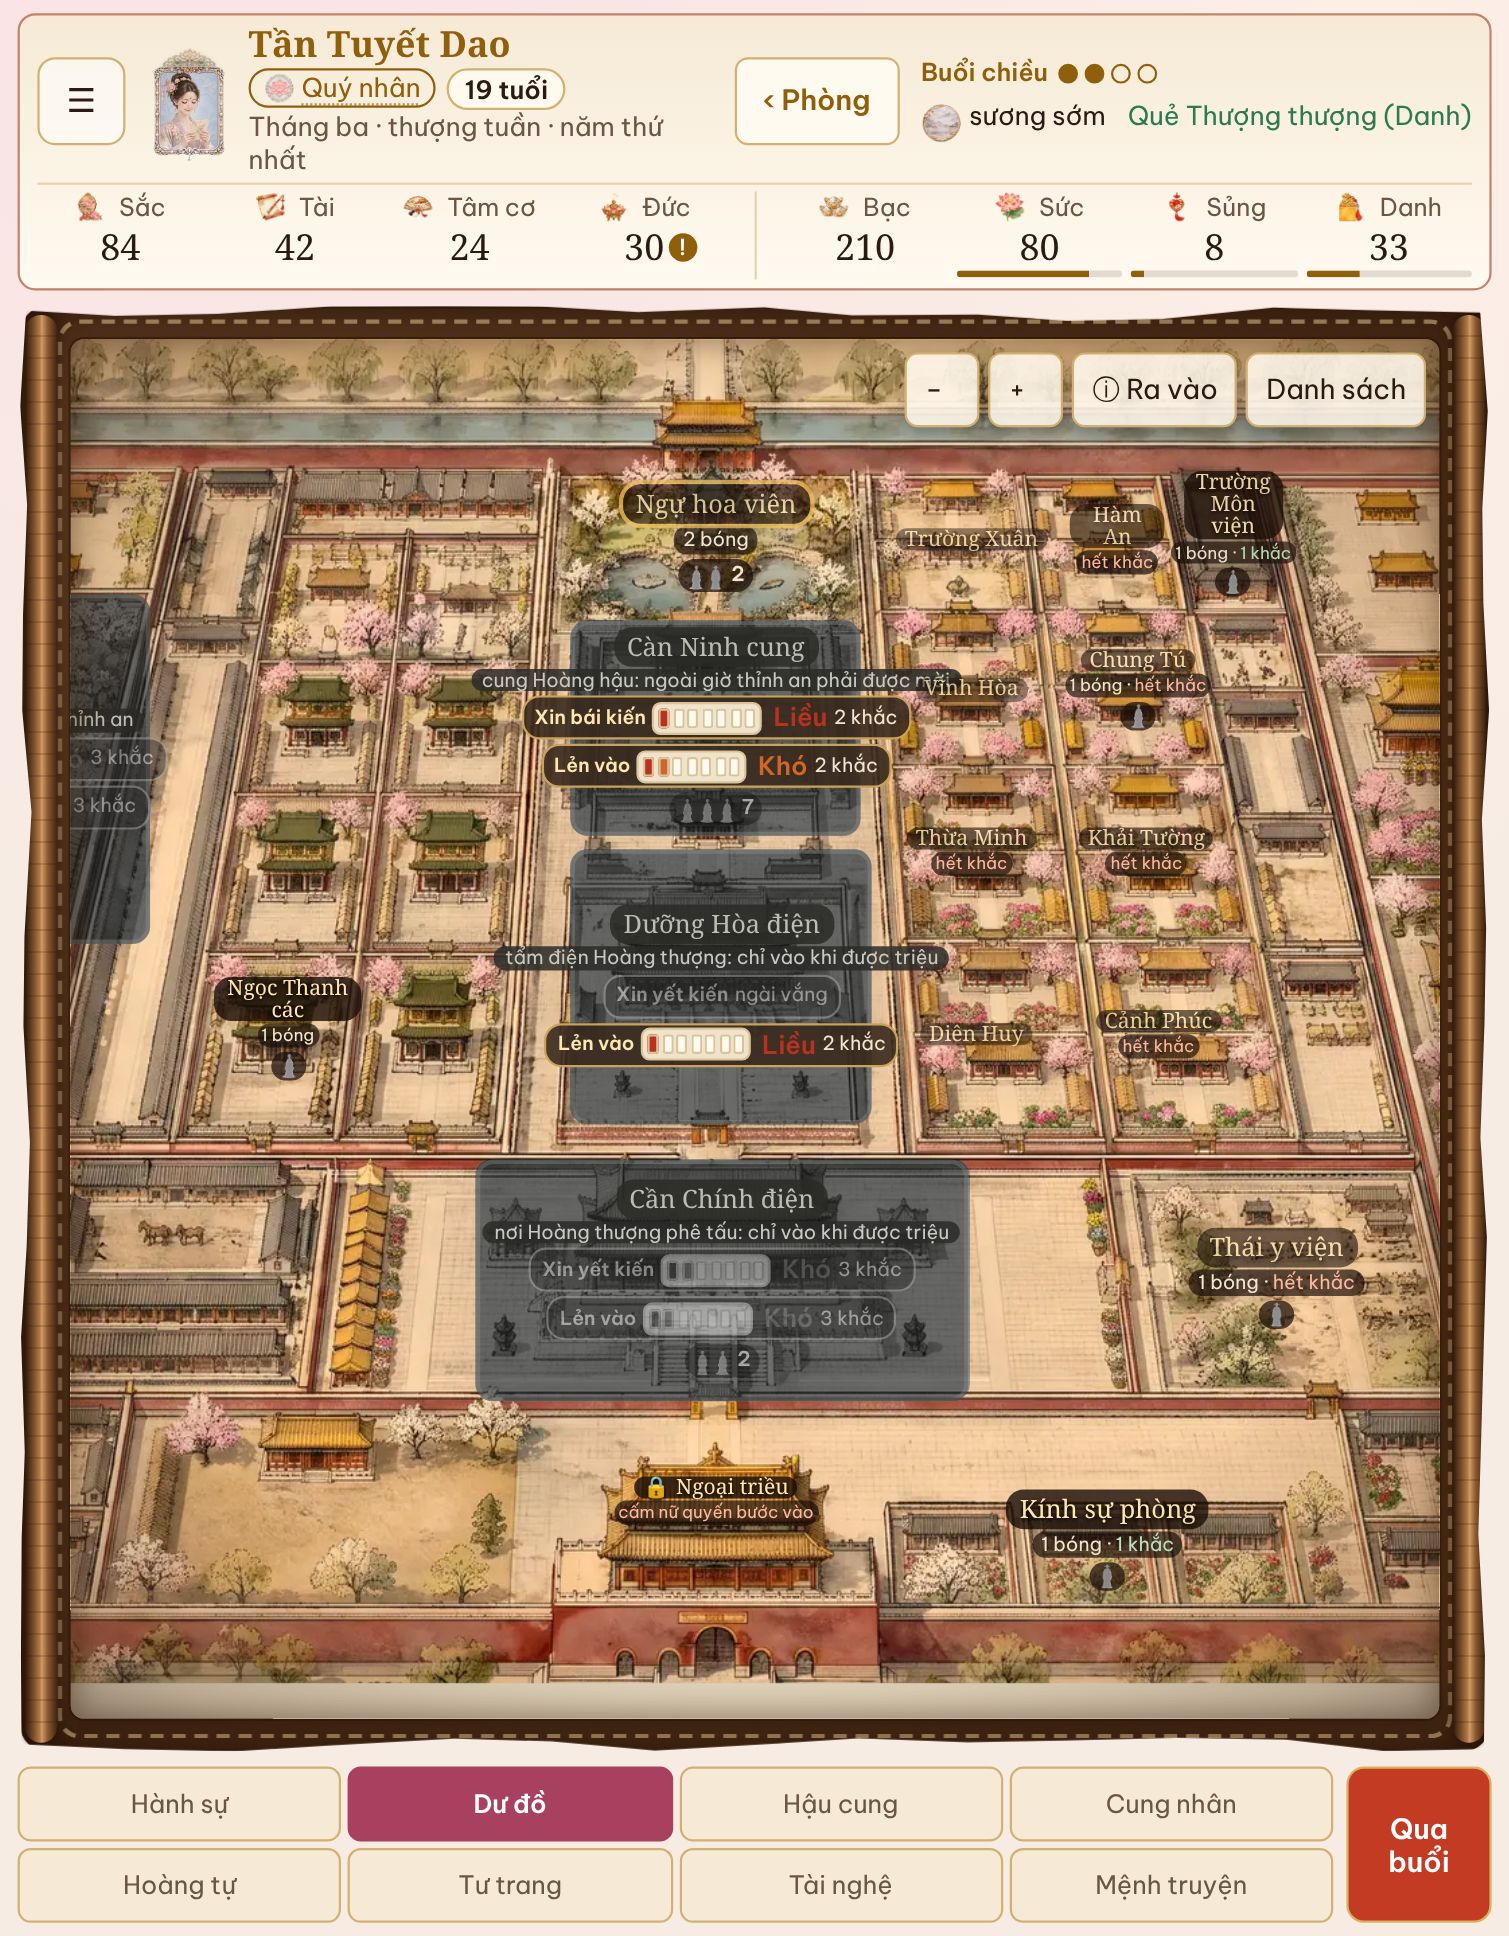 Tần Tuyết Dao
Quý nhân
19 tuổi
Tháng ba · thượng tuần · năm thứ
nhất
‹ Phòng
Buổi chiều
sương sớm
Quẻ Thượng thượng (Danh)
Sắc
84
Tài
42
Tâm cơ
24
Đức
30 !
Bạc
210
Sức
80
Sủng
8
Danh
33
−
+
ⓘ Ra vào
Danh sách
Ngự hoa viên
2 bóng
2
Trường Xuân
Hàm
An
hết khắc
Trường
Môn
viện
1 bóng · 1 khắc
Càn Ninh cung
cung Hoàng hậu: ngoài giờ thỉnh an phải được
Xin bái kiến Liều 2 khắc
Lẻn vào Khó 2 khắc
7
Vĩnh Hòa
Chung Tú
1 bóng · hết khắc
thỉnh an
3 khắc
3 khắc
Thừa Minh
hết khắc
Khải Tường
hết khắc
Dưỡng Hòa điện
tẩm điện Hoàng thượng: chỉ vào khi được triệu
Xin yết kiến ngài vắng
Lẻn vào Liều 2 khắc
Ngọc Thanh
các
1 bóng
Diên Huy
Cảnh Phúc
hết khắc
Cần Chính điện
nơi Hoàng thượng phê tấu: chỉ vào khi được triệu
Xin yết kiến Khó 3 khắc
Lẻn vào Khó 3 khắc
2
Thái y viện
1 bóng · hết khắc
Ngoại triều
cấm nữ quyến bước vào
Kính sự phòng
1 bóng · 1 khắc
Hành sự
Dư đồ
Hậu cung
Cung nhân
Qua
buổi
Hoàng tự
Tư trang
Tài nghệ
Mệnh truyện